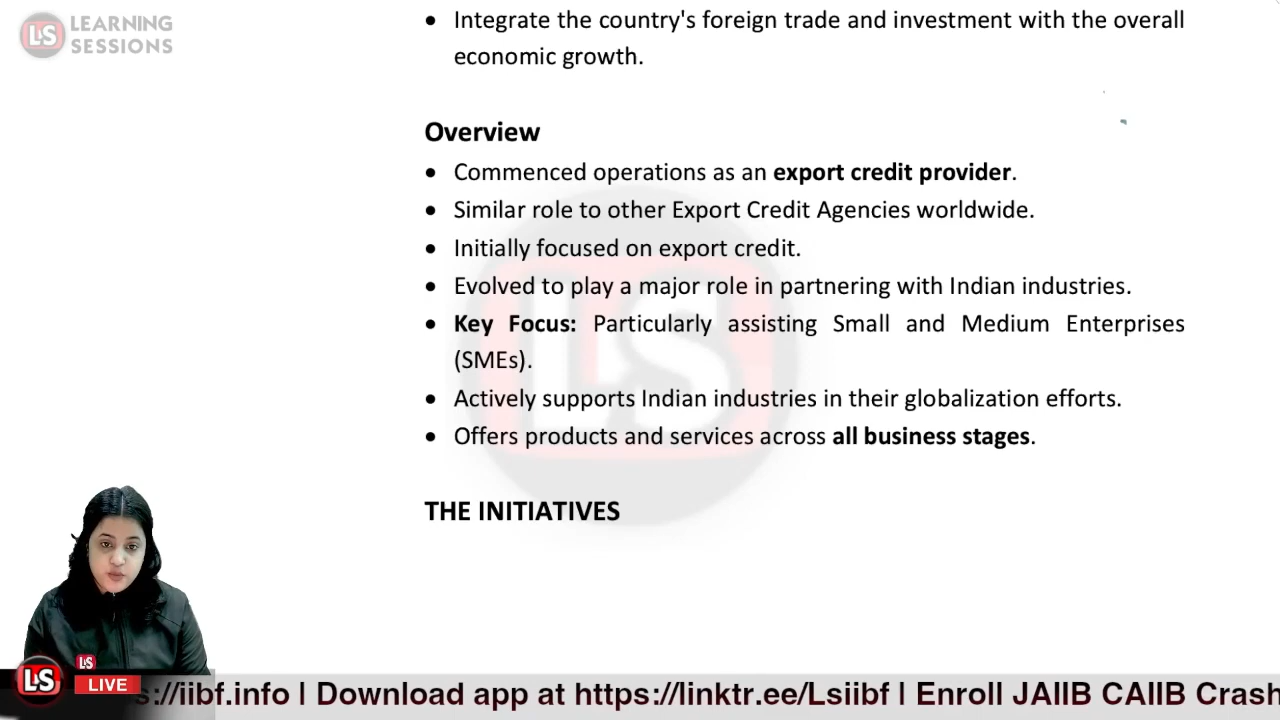 LS LEARNING
SESSIONS
• Integrate the country's foreign trade and investment with the overall
economic growth.
Overview
• Commenced operations as an export credit provider.
• Similar role to other Export Credit Agencies worldwide.
• Initially focused on export credit.
• Evolved to play a major role in partnering with Indian industries.
• Key Focus: Particularly assisting Small and Medium Enterprises
(SMEs).
• Actively supports Indian industries in their globalization efforts.
• Offers products and services across all business stages.
LS
THE INITIATIVES
LS
LS
LIVE
s://iibf.info | Download app at https://linktr.ee/Lsiibf | Enroll JAIIB CAIIB Crash